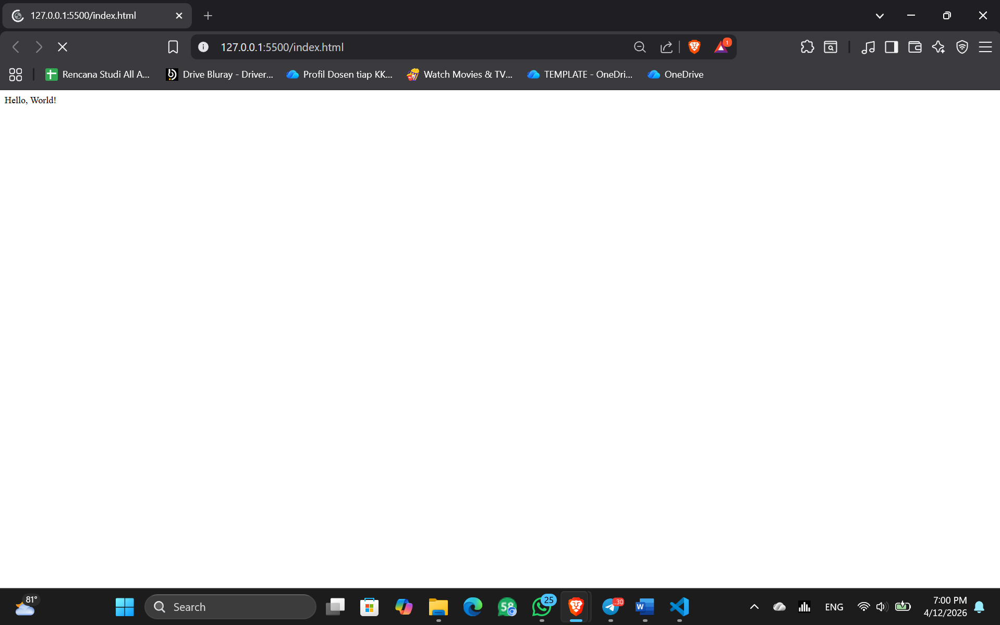 127.0.0.1:5500/index.html
127.0.0.1:5500/index.html
1
Rencana Studi All A...
Drive Bluray - Driver...
Profil Dosen tiap KK...
Watch Movies & TV...
TEMPLATE - OneDri...
OneDrive
Hello, World!
81°
Search
58
25
..30
W
ENG
7:00 PM
4/12/2026